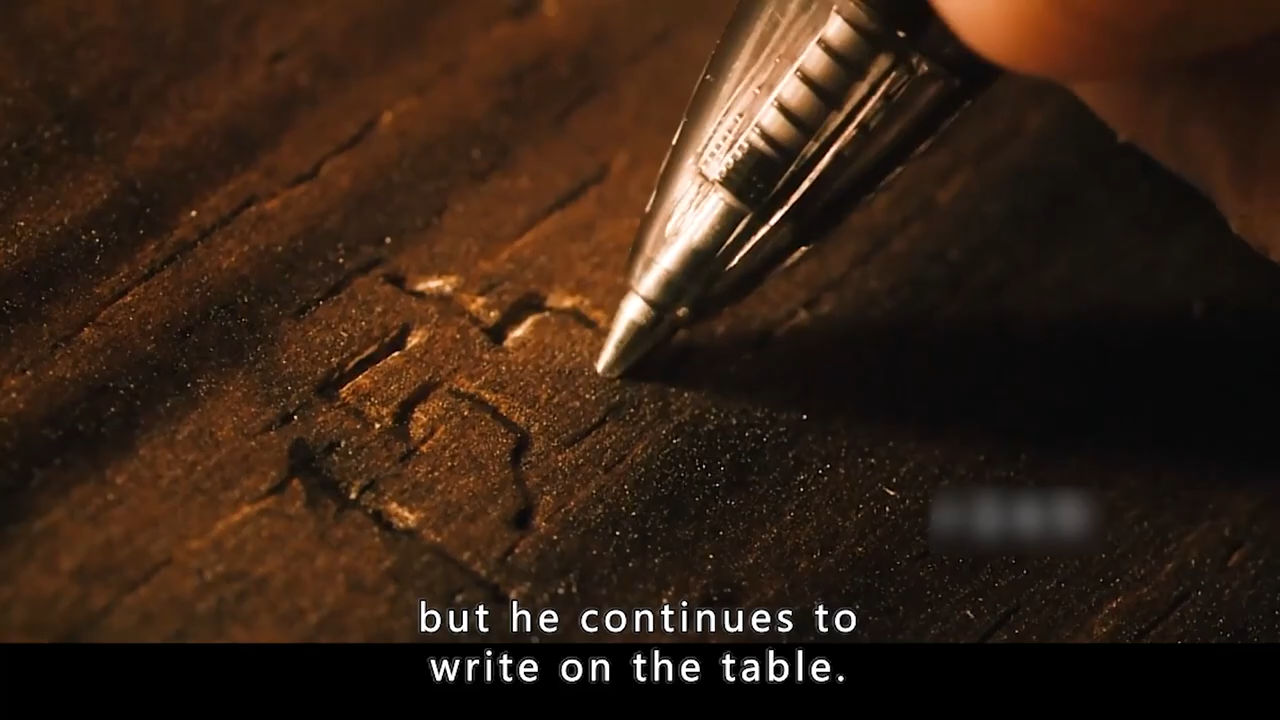 but he continues to
write on the table.